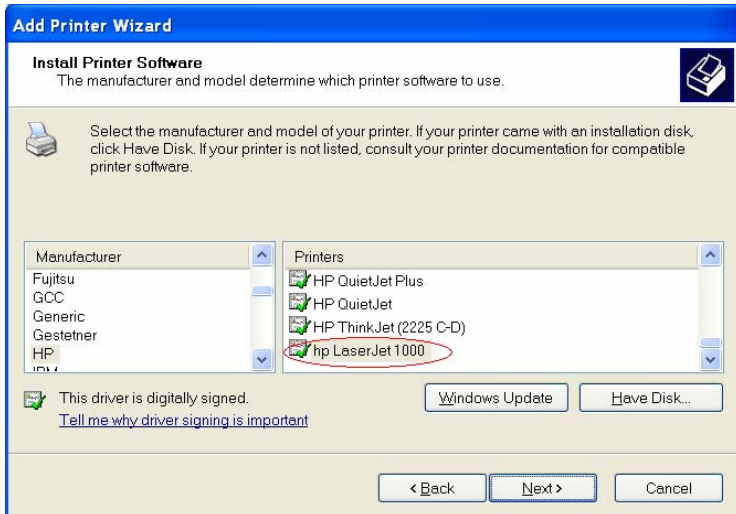 Add Printer Wizard
Install Printer Software
The manufacturer and model determine which printer software to use.
Select the manufacturer and model of your printer. If your printer came with an installation disk,
click Have Disk. If your printer is not listed, consult your printer documentation for compatible
printer software.
Manufacturer
Fujitsu
GCC
Generic
Gestetner
HP
IBM
Printers
HP QuietJet Plus
HP QuietJet
HP ThinkJet (2225 C-D)
hp LaserJet 1000
This driver is digitally signed.
Tell me why driver signing is important
Windows Update
Have Disk...
< Back
Next >
Cancel